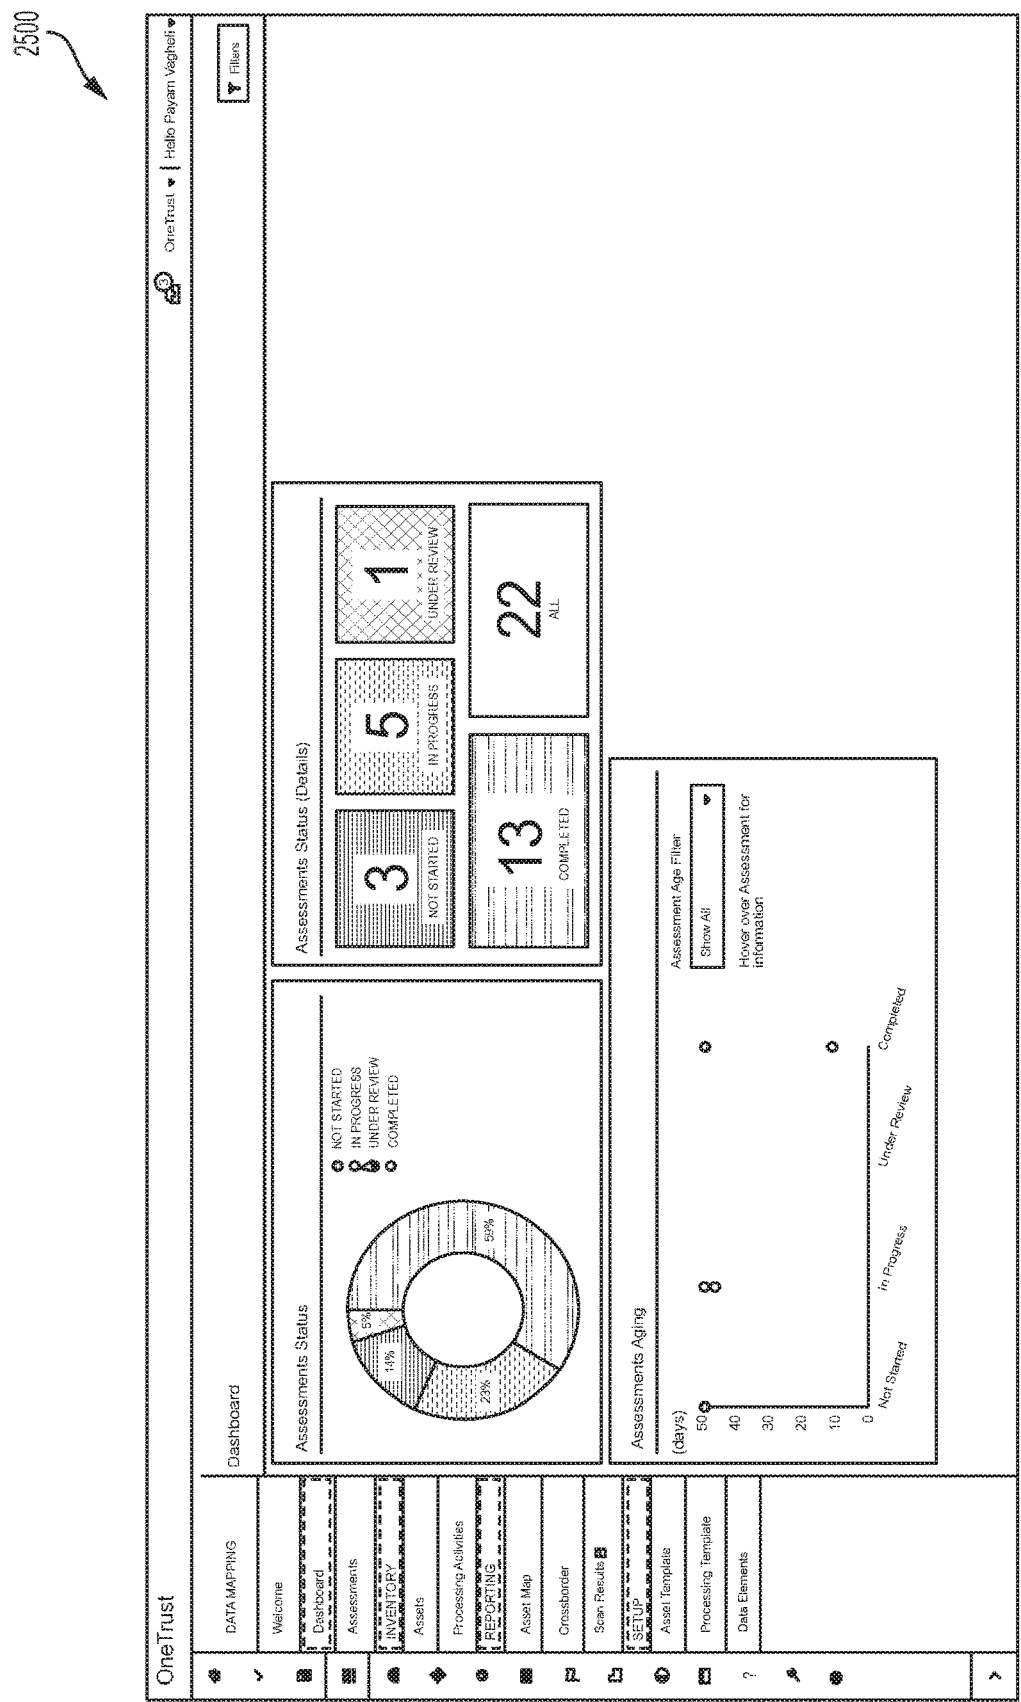 2500
OneTrust
3
OneTrust | Hello Payam Vaghefi
DATA MAPPING
Welcome
Dashboard
Assessments
INVENTORY
Assets
Processing Activities
REPORTING
Asset Map
Crossborder
Scan Results
SETUP
Asset Template
Processing Template
Data Elements
?
Dashboard
Filters
Assessments Status
NOT STARTED
IN PROGRESS
UNDER REVIEW
COMPLETED
5%
14%
23%
59%
Assessments Status (Details)
3
NOT STARTED
5
IN PROGRESS
1
UNDER REVIEW
13
COMPLETED
22
ALL
Assessments Aging
(days)
50
40
30
20
10
0
Not Started
In Progress
Under Review
Completed
Assessment Age Filter
Show All
Hover over Assessment for
information